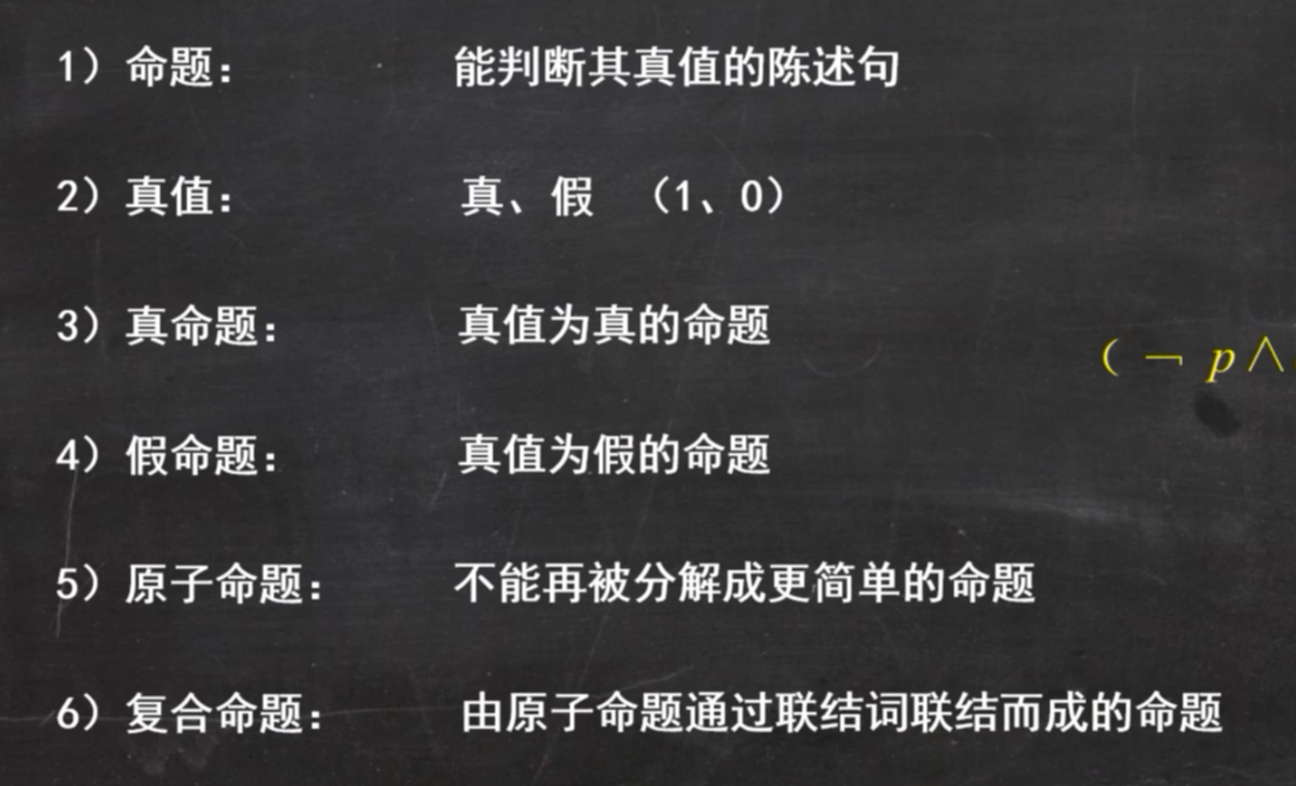 1）命题： 能判断其真值的陈述句
2）真值： 真、假 （1、0）
3）真命题： 真值为真的命题
（﹁ p∧
4）假命题： 真值为假的命题
5）原子命题： 不能再被分解成更简单的命题
6）复合命题： 由原子命题通过联结词联结而成的命题